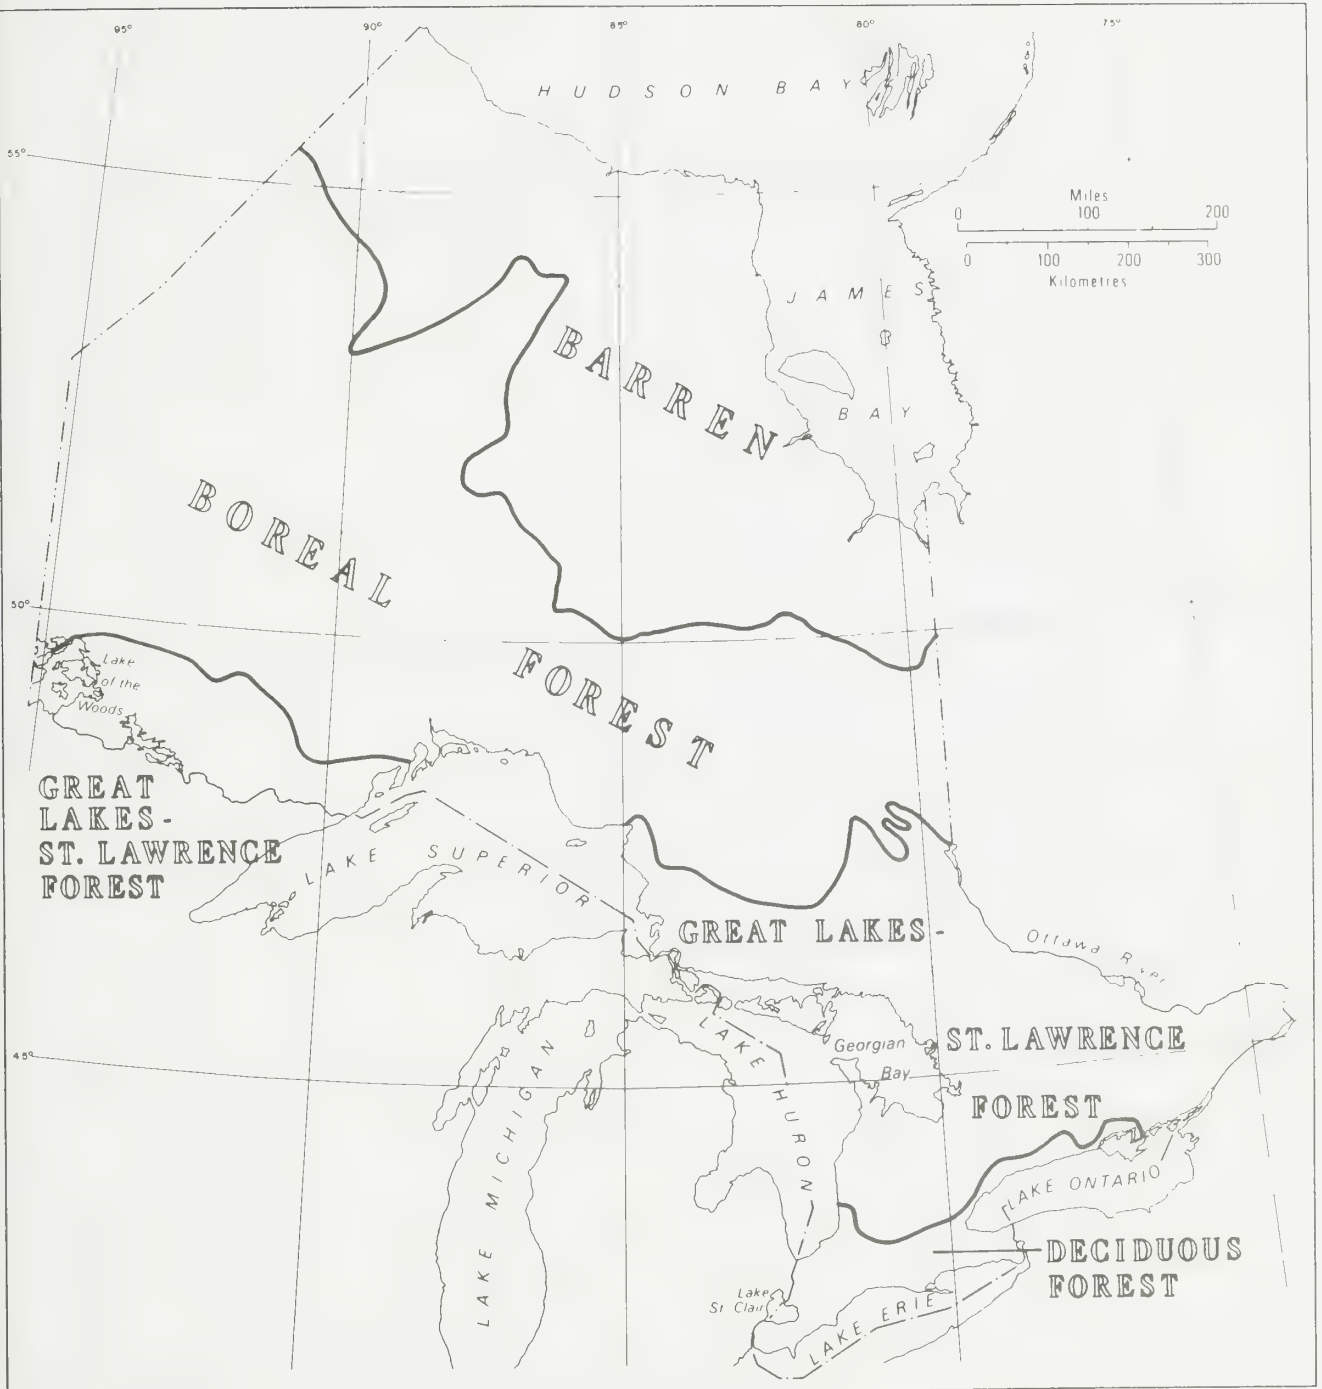 95° 90° 85° 80° 75°
HUDSON BAY
55°
Miles
0 100 200
0 100 200 300
Kilometres
JAMES
BAY
BARREN
BOREAL
FOREST
50°
Lake
of the
Woods
GREAT
LAKES-
ST. LAWRENCE
FOREST
LAKE SUPERIOR
GREAT LAKES-
Ottawa River
ST. LAWRENCE
FOREST
45°
Georgian
Bay
LAKE HURON
LAKE MICHIGAN
LAKE ONTARIO
DECIDUOUS
FOREST
Lake
St Clair
LAKE ERIE